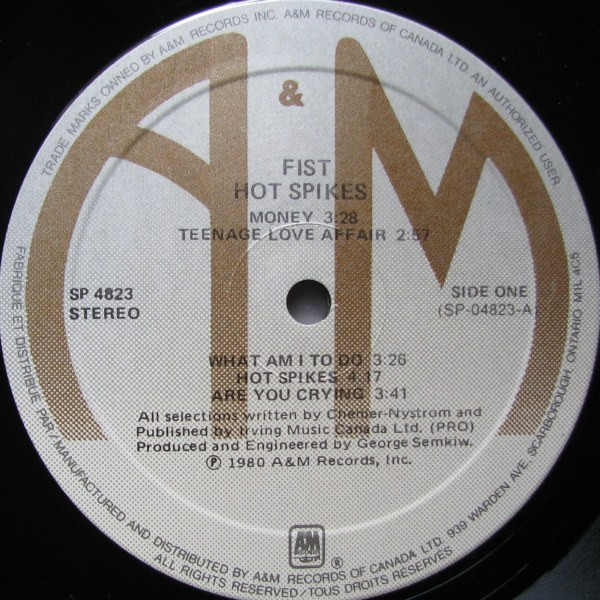 TRADE MARKS OWNED BY A&M RECORDS INC. A&M RECORDS OF CANADA LTD. AN AUTHORIZED USER.
A&M
FIST
HOT SPIKES
MONEY 3:28
TEENAGE LOVE AFFAIR 2:57
SP 4823
STEREO
SIDE ONE
(SP-04823-A)
WHAT AM I TO DO 3:26
HOT SPIKES 4:17
ARE YOU CRYING 3:41
All selections written by Chenier-Nystrom and
Published by Irving Music Canada Ltd. (PRO)
Produced and Engineered by George Semkiw.
Ⓟ 1980 A&M Records, Inc.
A&M ®
FABRIQUE ET DISTRIBUE PAR/MANUFACTURED AND DISTRIBUTED BY A&M RECORDS OF CANADA LTD. 939 WARDEN AVE. SCARBOROUGH, ONTARIO M1L 4C5
ALL RIGHTS RESERVED/TOUS DROITS RESERVES